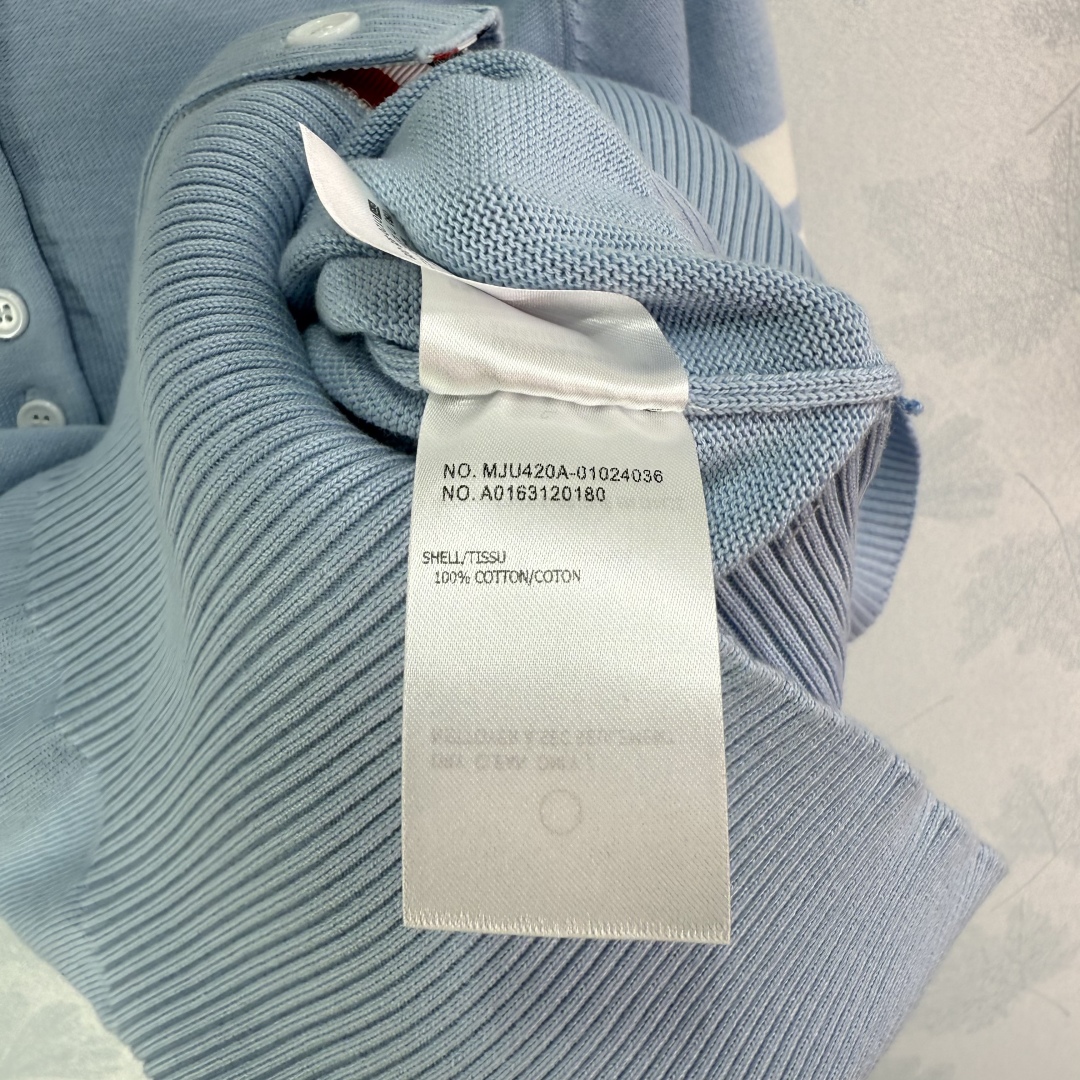 NO. MJU420A-01024036
NO. A0163120180
SHELL/TISSU
100% COTTON/COTON